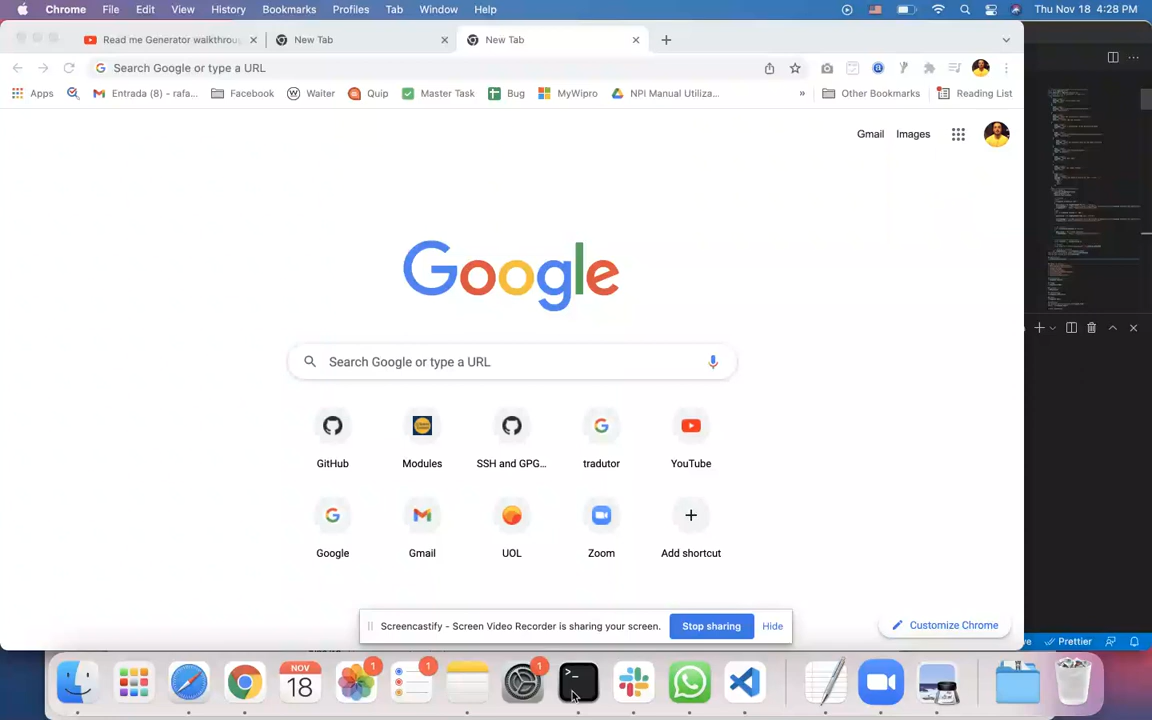 Chrome File Edit View History Bookmarks Profiles Tab Window Help Thu Nov 18 4:28 PM
Read me Generator walkthrou New Tab New Tab
Search Google or type a URL
Apps Entrada (8) - rafa... Facebook Waiter Quip Master Task Bug MyWipro NPI Manual Utiliza... » Other Bookmarks Reading List
Gmail Images
Google
Search Google or type a URL
GitHub Modules SSH and GPG... tradutor YouTube
Google Gmail UOL Zoom Add shortcut
Screencastify - Screen Video Recorder is sharing your screen. Stop sharing Hide
Customize Chrome
Prettier
NOV
18
1
1
1
>_